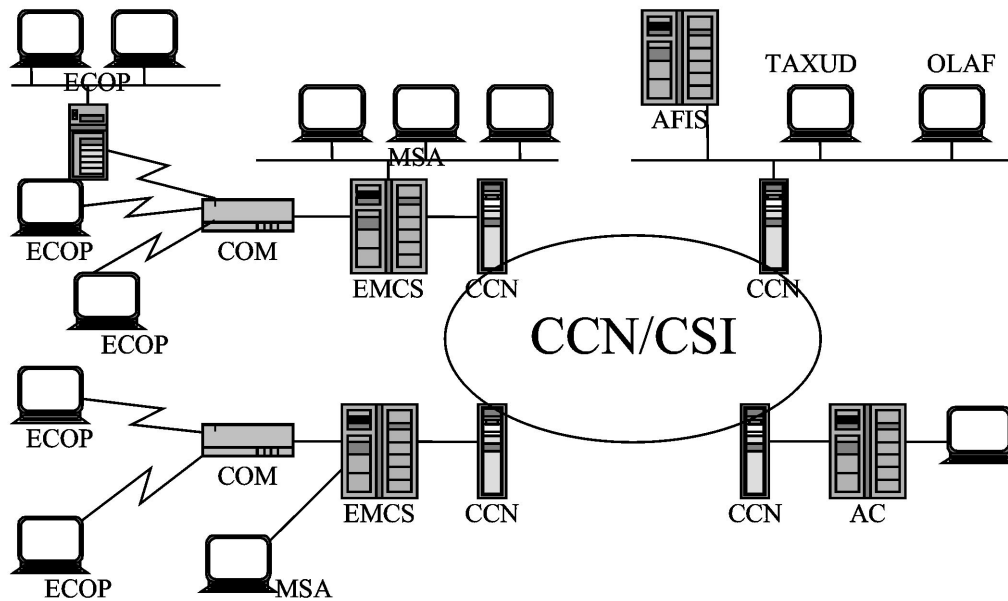 ECOP
TAXUD
OLAF
AFIS
MSA
ECOP
COM
EMCS
CCN
CCN
ECOP
CCN/CSI
ECOP
COM
EMCS
CCN
CCN
AC
ECOP
MSA